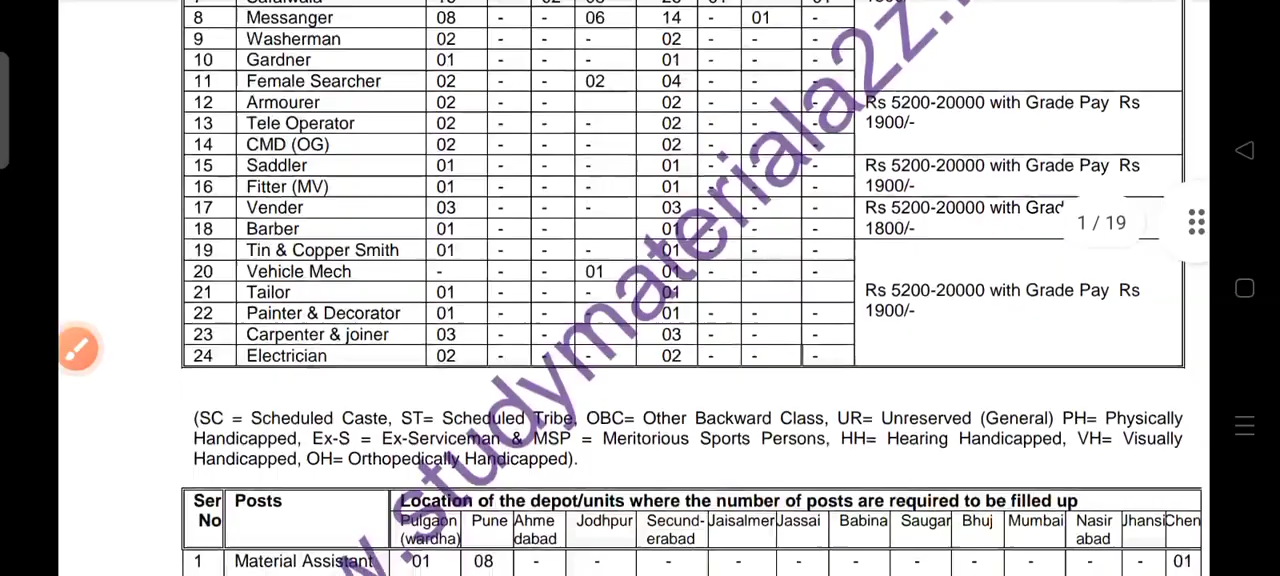 8 Messanger 08 - - 06 14 - 01 -
9 Washerman 02 - - - 02 - - -
10 Gardner 01 - - - 01 - - -
11 Female Searcher 02 - - 02 04 - - -
12 Armourer 02 - - 02 - - - Rs 5200-20000 with Grade Pay Rs 1900/-
13 Tele Operator 02 - - - 02 - - -
14 CMD (OG) 02 - - - 02 - - -
15 Saddler 01 - - - 01 - - - Rs 5200-20000 with Grade Pay Rs 1900/-
16 Fitter (MV) 01 - - - 01 - - -
17 Vender 03 - - - 03 - - - Rs 5200-20000 with Grad
1800/-
18 Barber 01 - - - 01 - - -
1 / 19
19 Tin & Copper Smith 01 - - - 01 - - -
20 Vehicle Mech - - - 01 01 - - -
21 Tailor 01 - - - 01 - - - Rs 5200-20000 with Grade Pay Rs 1900/-
22 Painter & Decorator 01 - - - 01 - - -
23 Carpenter & joiner 03 - - - 03 - - -
24 Electrician 02 - - - 02 - - -
(SC = Scheduled Caste, ST= Scheduled Tribe, OBC= Other Backward Class, UR= Unreserved (General) PH= Physically
Handicapped, Ex-S = Ex-Serviceman & MSP = Meritorious Sports Persons, HH= Hearing Handicapped, VH= Visually
Handicapped, OH= Orthopedically Handicapped).
Ser No Posts Location of the depot/units where the number of posts are required to be filled up
Pulgaon (wardha) Pune Ahme dabad Jodhpur Secund-erabad Jaisalmer Jassai Babina Saugar Bhuj Mumbai Nasir abad Jhansi Chen
1 Material Assistant 01 08 - - - - - - - - - - - 01
www.studymateriala2z.